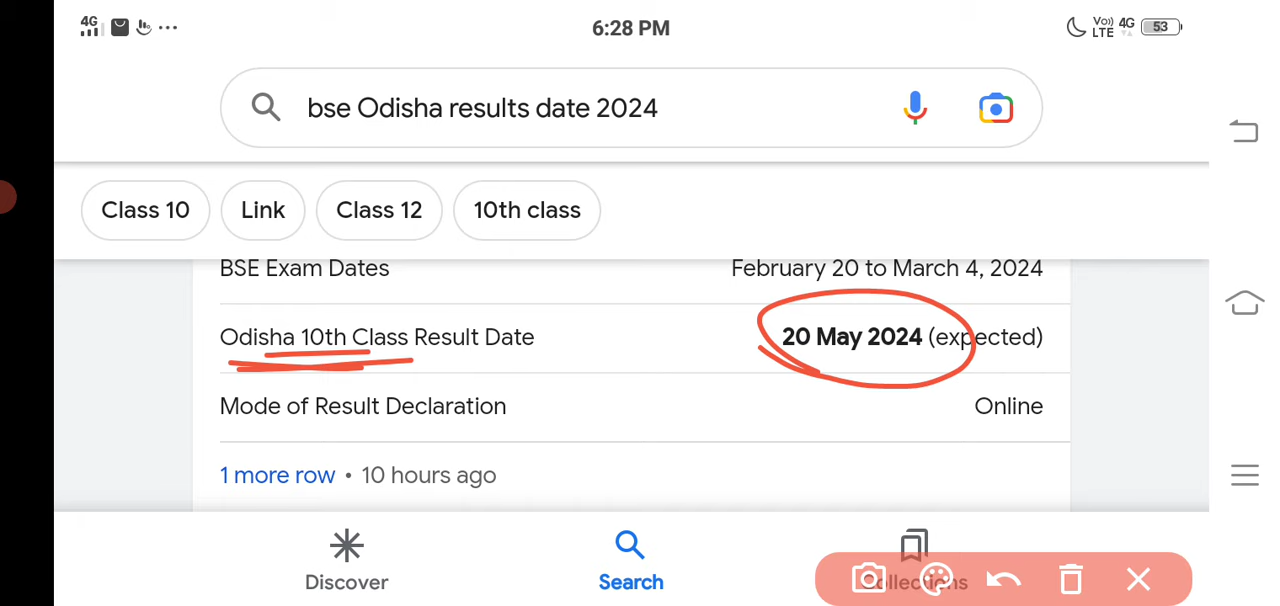 4G 6:28 PM Vo) LTE 4G 53
bse Odisha results date 2024
Class 10 Link Class 12 10th class
BSE Exam Dates February 20 to March 4, 2024
Odisha 10th Class Result Date 20 May 2024 (expected)
Mode of Result Declaration Online
1 more row • 10 hours ago
Discover Search Collections